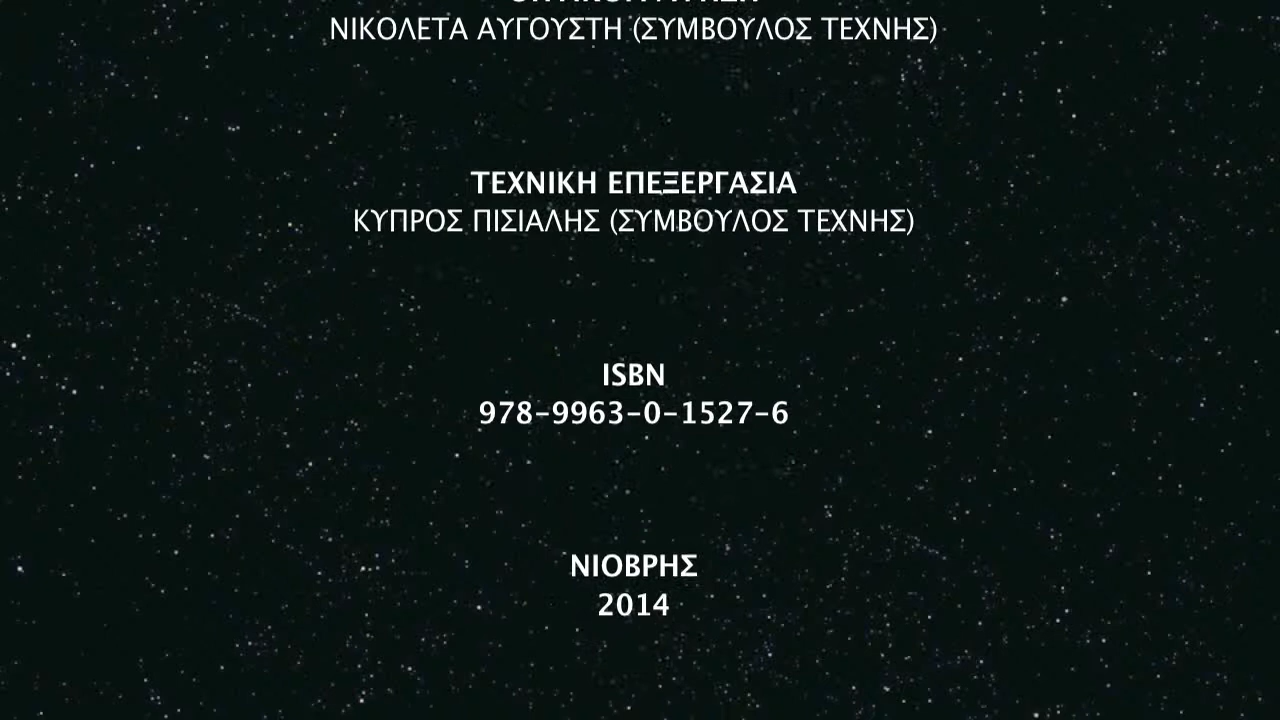 ΝΙΚΟΛΕΤΑ ΑΥΓΟΥΣΤΗ (ΣΥΜΒΟΥΛΟΣ ΤΕΧΝΗΣ)
ΤΕΧΝΙΚΗ ΕΠΕΞΕΡΓΑΣΙΑ
ΚΥΠΡΟΣ ΠΙΣΙΑΛΗΣ (ΣΥΜΒΟΥΛΟΣ ΤΕΧΝΗΣ)
ISBN
978-9963-0-1527-6
ΝΙΟΒΡΗΣ
2014